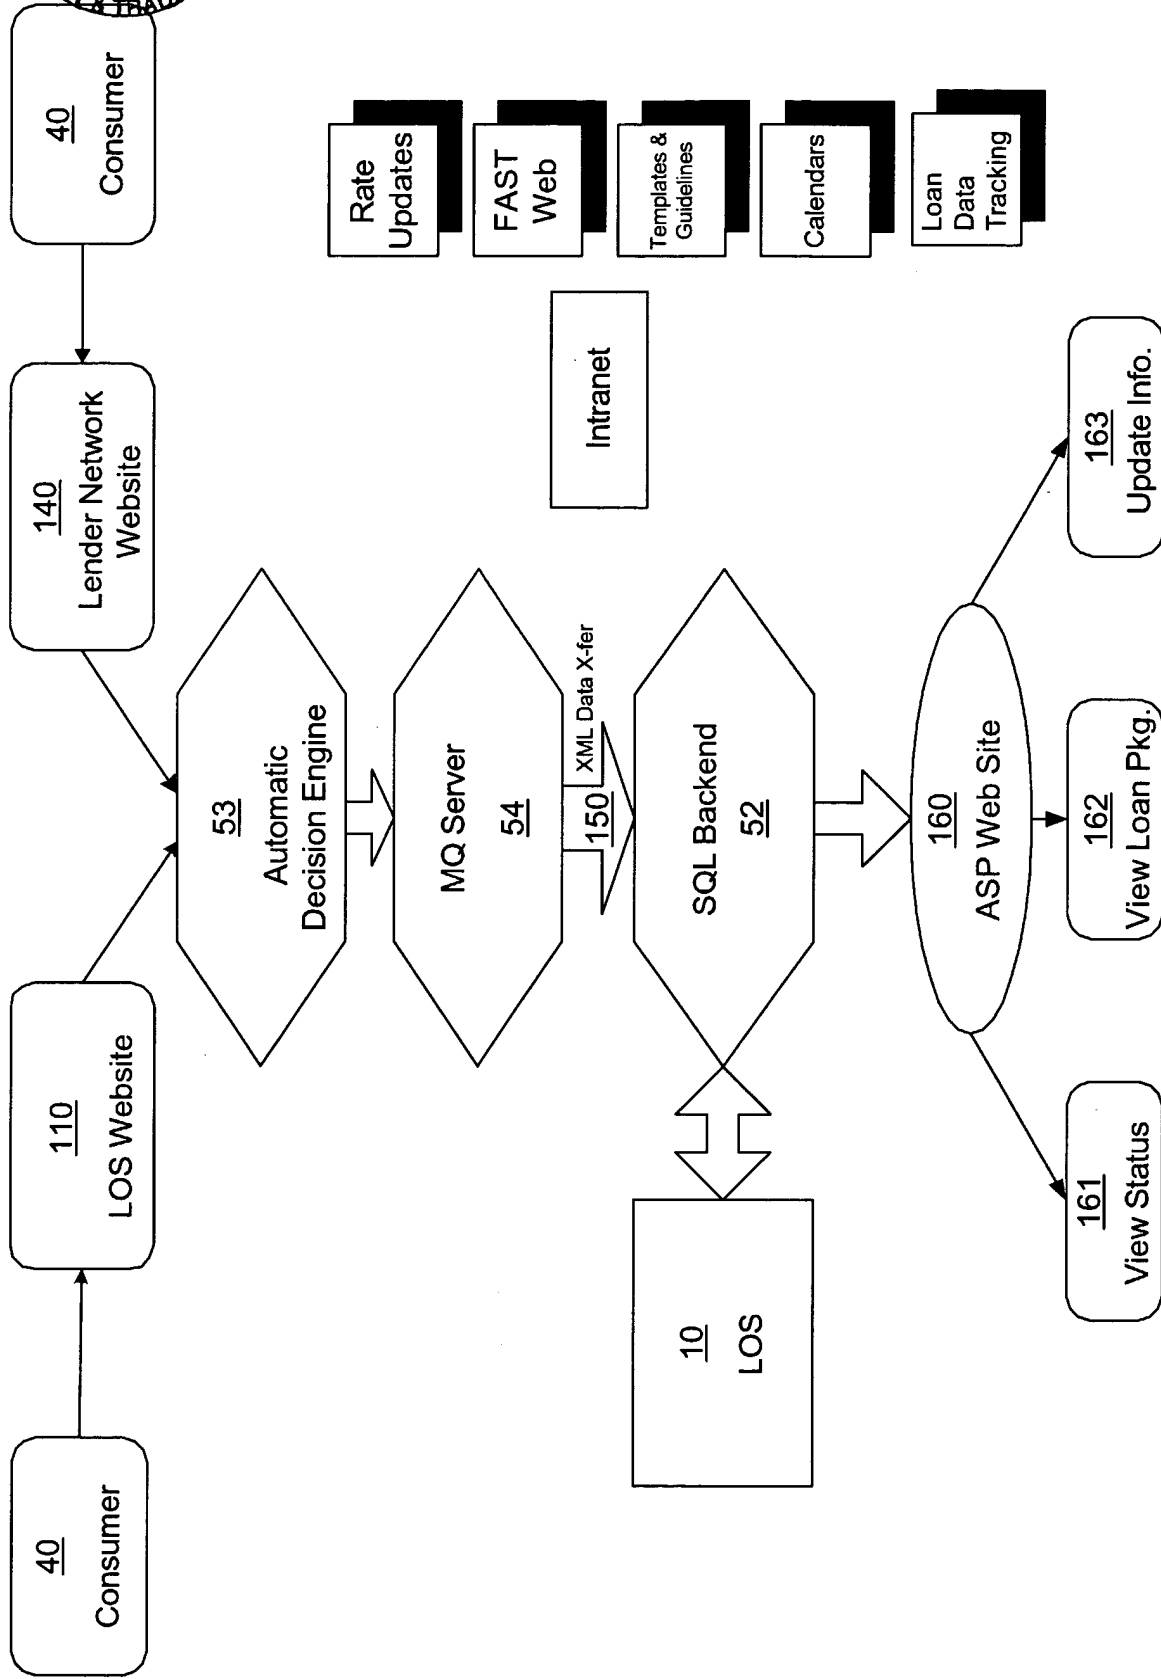 40
Consumer
110
LOS Website
140
Lender Network
Website
40
Consumer
53
Automatic
Decision Engine
MQ Server
54
150
XML Data X-fer
10
LOS
SQL Backend
52
160
ASP Web Site
161
View Status
162
View Loan Pkg.
163
Update Info.
Intranet
Rate
Updates
FAST
Web
Templates &
Guidelines
Calendars
Loan
Data
Tracking